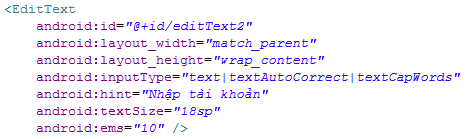 <EditText
android:id="@+id/editText2"
android:layout_width="match_parent"
android:layout_height="wrap_content"
android:inputType="text|textAutoCorrect|textCapWords"
android:hint="Nhập tài khoản"
android:textSize="18sp"
android:ems="10" />